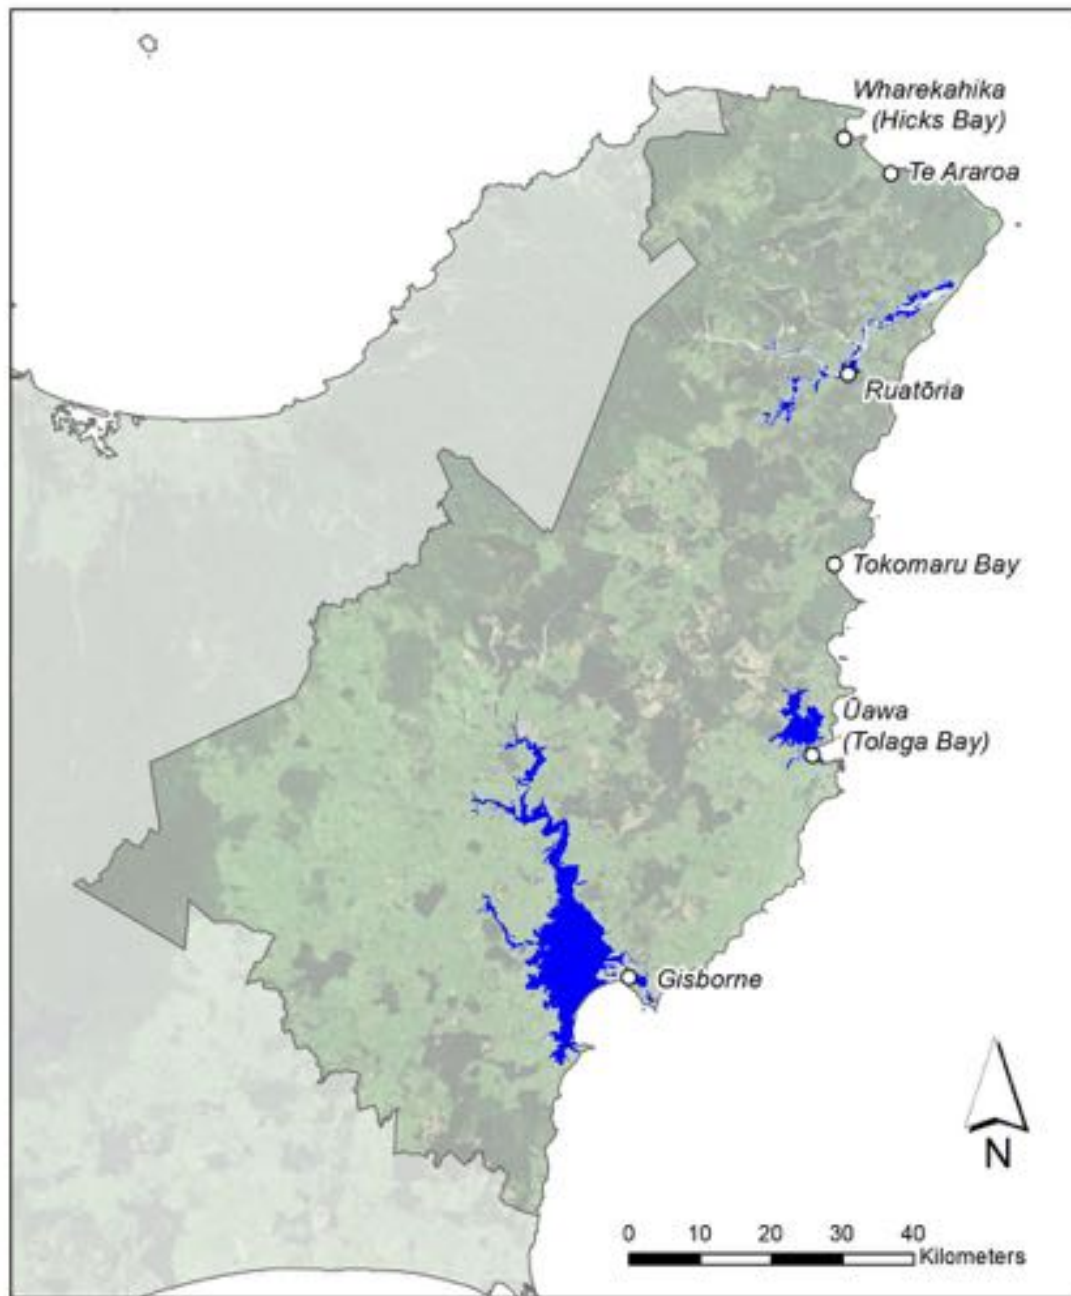 Wharekahika
(Hicks Bay)
Te Araroa
Ruatōria
Tokomaru Bay
Ūawa
(Tolaga Bay)
Gisborne
N
0 10 20 30 40
Kilometers